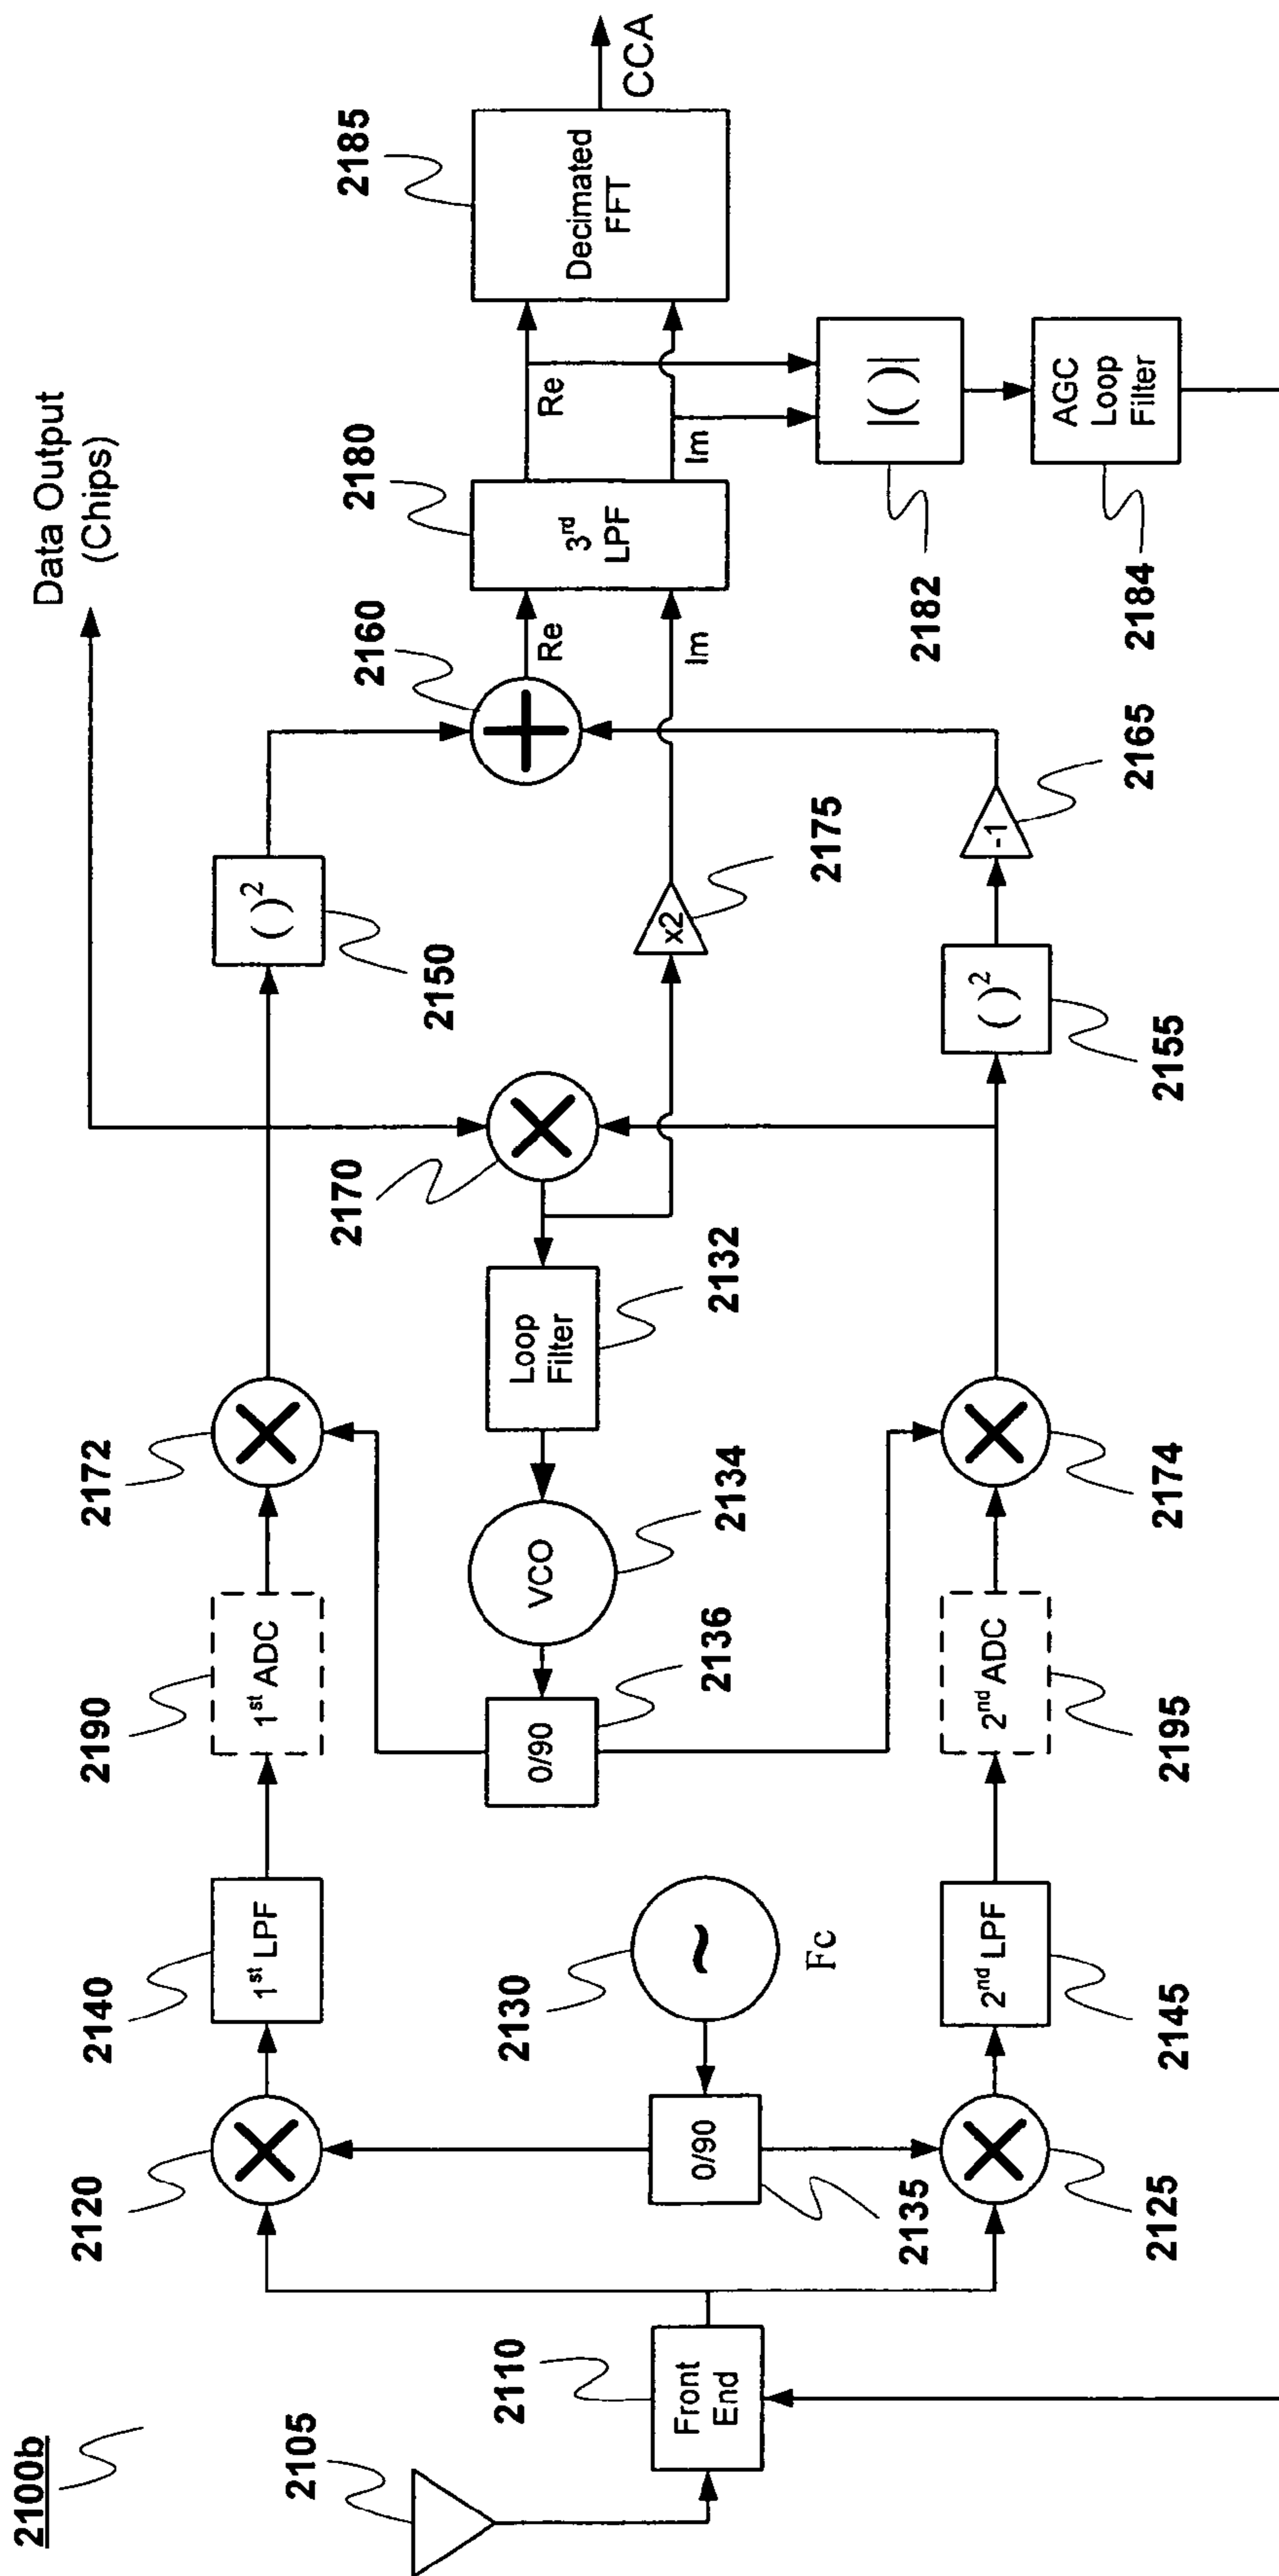 2100b
2105
2110
Front
End
2120
2125
0/90
2135
2130
~
Fc
2140
1st LPF
2145
2nd LPF
2190
1st ADC
2195
2nd ADC
0/90
2136
VCO
2134
Loop
Filter
2132
2172
2174
2170
Data Output
(Chips)
( )²
2150
( )²
2155
x2
2175
-1
2165
2160
Re
Im
3rd
LPF
2180
Re
Im
|( )|
2182
AGC
Loop
Filter
2184
Decimated
FFT
2185
CCA